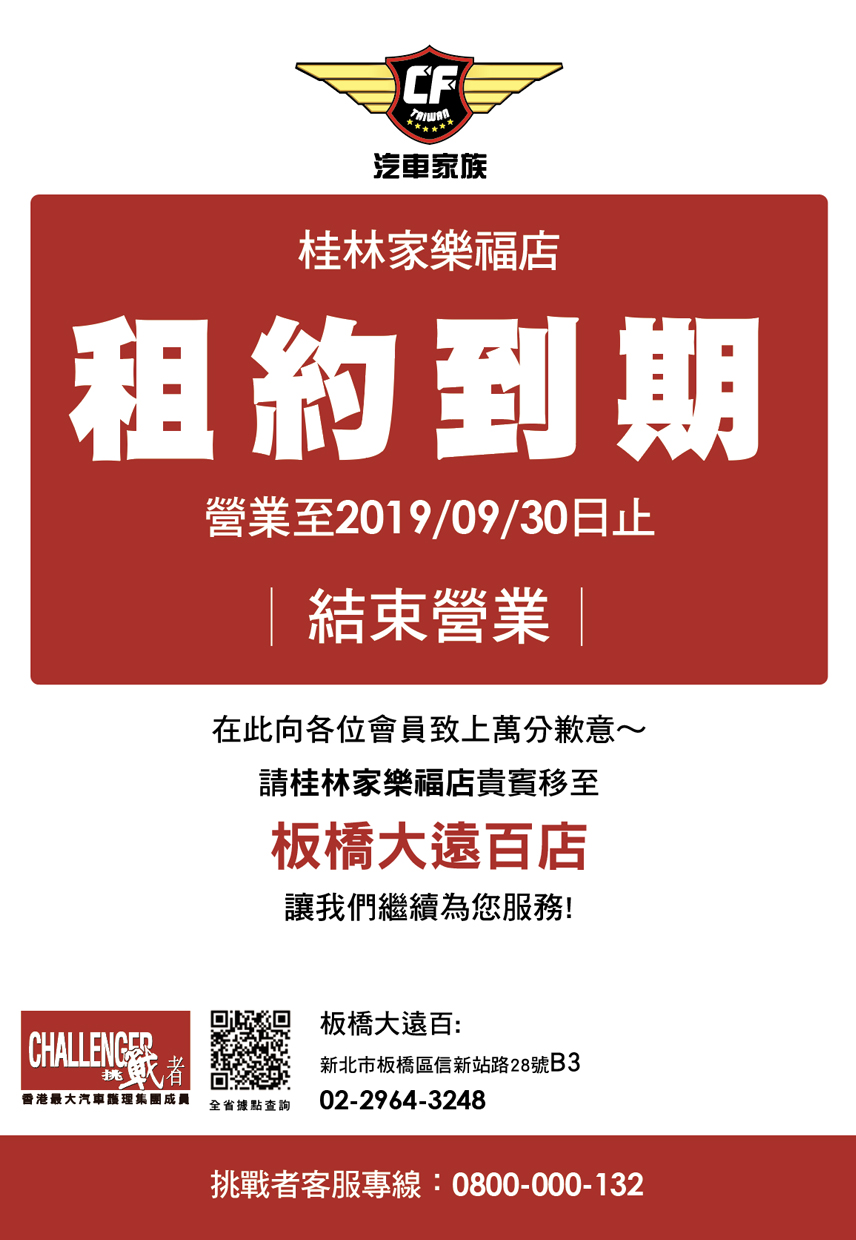 CF
TAIWAN
汽車家族
桂林家樂福店
租約到期
營業至2019/09/30日止
結束營業
在此向各位會員致上萬分歉意～
請桂林家樂福店貴賓移至
板橋大遠百店
讓我們繼續為您服務!
CHALLENGER
挑戰者
香港最大汽車護理集團成員
全省據點查詢
板橋大遠百:
新北市板橋區信新站路28號B3
02-2964-3248
挑戰者客服專線：0800-000-132